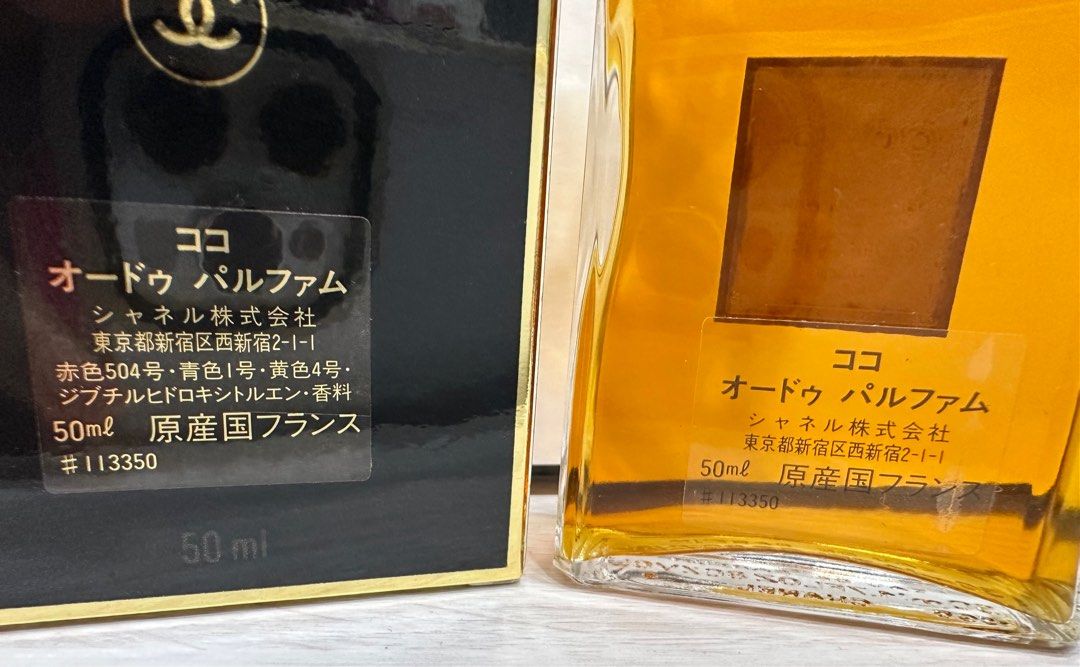 ココ
オードゥ パルファム
シャネル株式会社
東京都新宿区西新宿2-1-1
赤色504号・青色1号・黄色4号・
ジブチルヒドロキシトルエン・香料
50ml 原産国フランス
#113350
50 ml
ココ
オードゥ パルファム
シャネル株式会社
東京都新宿区西新宿2-1-1
50ml 原産国フランス
#113350